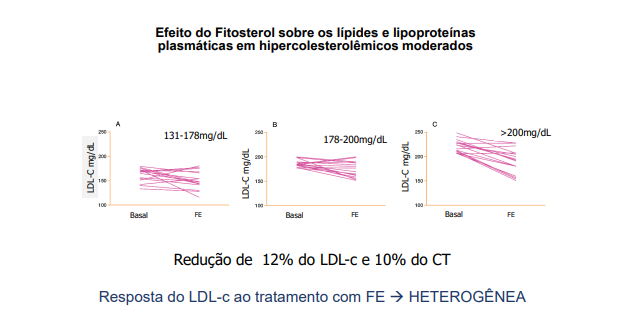 Efeito do Fitosterol sobre os lípides e lipoproteínas
plasmáticas em hipercolesterolêmicos moderados
A
131-178mg/dL
LDL-C mg/dL
250
200
150
100
Basal
FE
B
178-200mg/dL
LDL-C mg/dL
250
200
150
100
Basal
FE
C
>200mg/dL
LDL-C mg/dL
250
200
150
100
Basal
FE
Redução de 12% do LDL-c e 10% do CT
Resposta do LDL-c ao tratamento com FE → HETEROGÊNEA